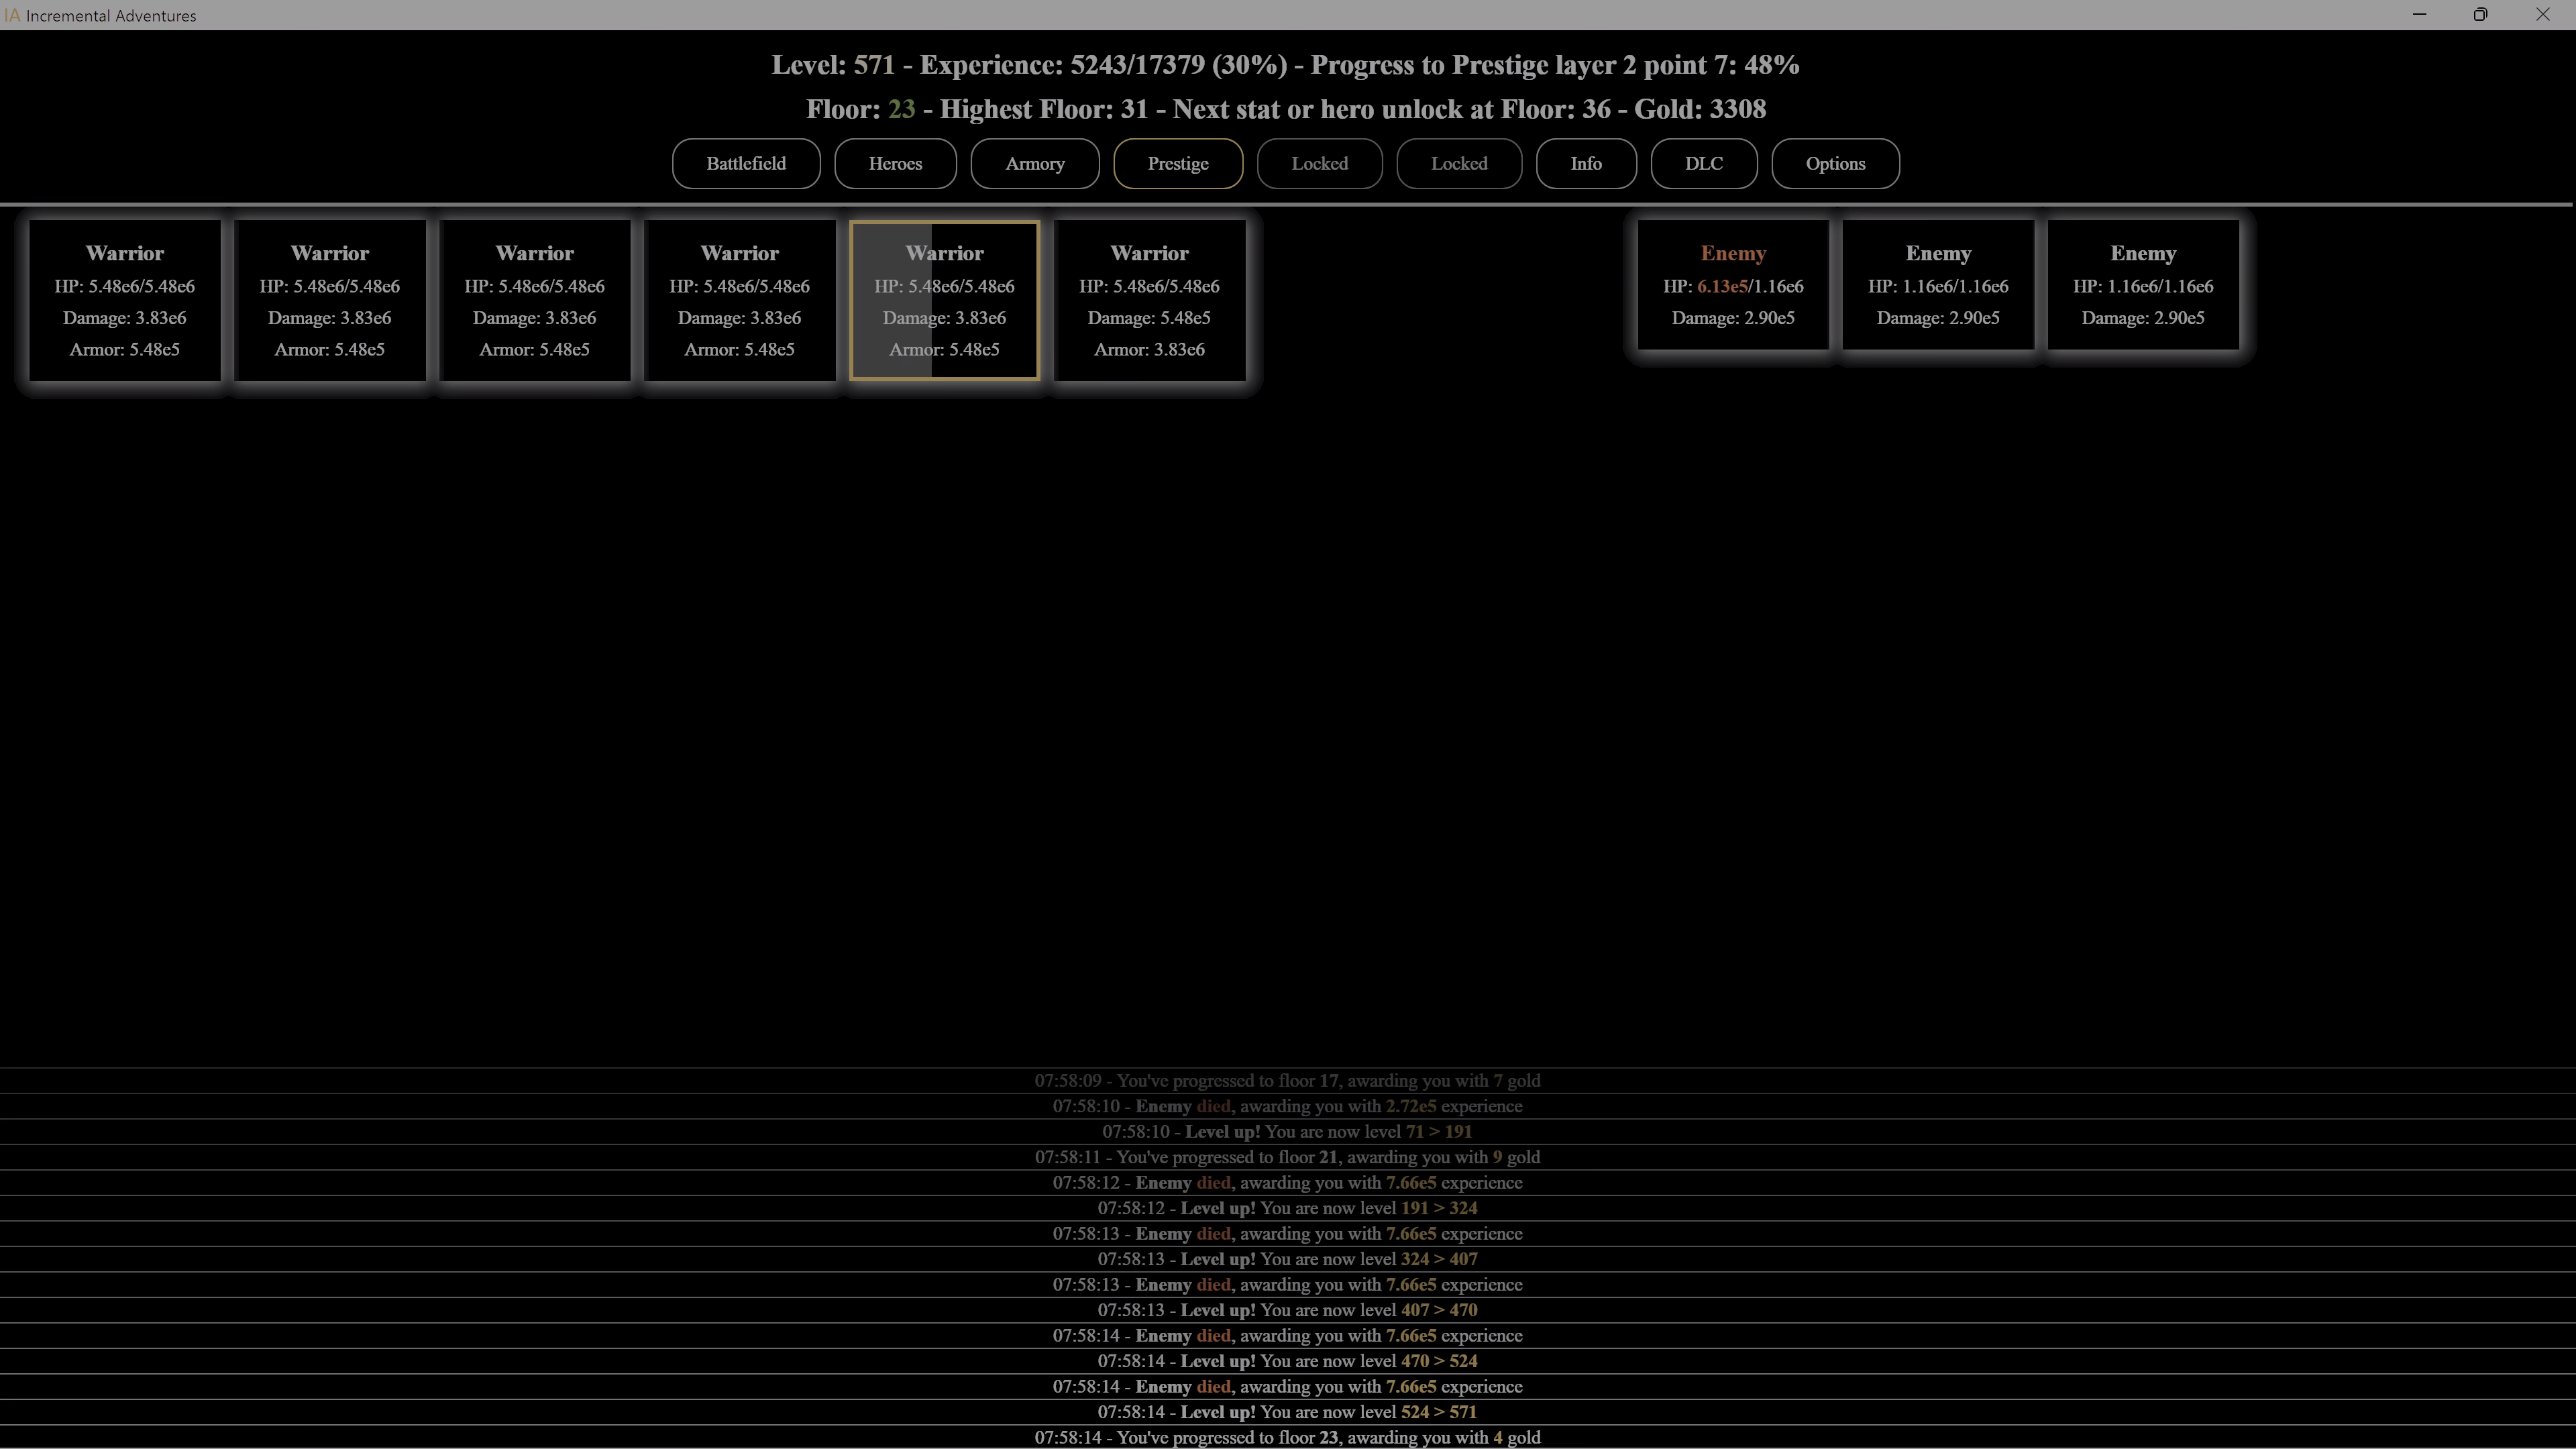 IA Incremental Adventures
Level: 571 - Experience: 5243/17379 (30%) - Progress to Prestige layer 2 point 7: 48%
Floor: 23 - Highest Floor: 31 - Next stat or hero unlock at Floor: 36 - Gold: 3308
Battlefield Heroes Armory Prestige Locked Locked Info DLC Options
Warrior
HP: 5.48e6/5.48e6
Damage: 3.83e6
Armor: 5.48e5
Warrior
HP: 5.48e6/5.48e6
Damage: 3.83e6
Armor: 5.48e5
Warrior
HP: 5.48e6/5.48e6
Damage: 3.83e6
Armor: 5.48e5
Warrior
HP: 5.48e6/5.48e6
Damage: 3.83e6
Armor: 5.48e5
Warrior
HP: 5.48e6/5.48e6
Damage: 3.83e6
Armor: 5.48e5
Warrior
HP: 5.48e6/5.48e6
Damage: 5.48e5
Armor: 3.83e6
Enemy
HP: 6.13e5/1.16e6
Damage: 2.90e5
Enemy
HP: 1.16e6/1.16e6
Damage: 2.90e5
Enemy
HP: 1.16e6/1.16e6
Damage: 2.90e5
07:58:09 - You've progressed to floor 17, awarding you with 7 gold
07:58:10 - Enemy died, awarding you with 2.72e5 experience
07:58:10 - Level up! You are now level 71 > 191
07:58:11 - You've progressed to floor 21, awarding you with 9 gold
07:58:12 - Enemy died, awarding you with 7.66e5 experience
07:58:12 - Level up! You are now level 191 > 324
07:58:13 - Enemy died, awarding you with 7.66e5 experience
07:58:13 - Level up! You are now level 324 > 407
07:58:13 - Enemy died, awarding you with 7.66e5 experience
07:58:13 - Level up! You are now level 407 > 470
07:58:14 - Enemy died, awarding you with 7.66e5 experience
07:58:14 - Level up! You are now level 470 > 524
07:58:14 - Enemy died, awarding you with 7.66e5 experience
07:58:14 - Level up! You are now level 524 > 571
07:58:14 - You've progressed to floor 23, awarding you with 4 gold